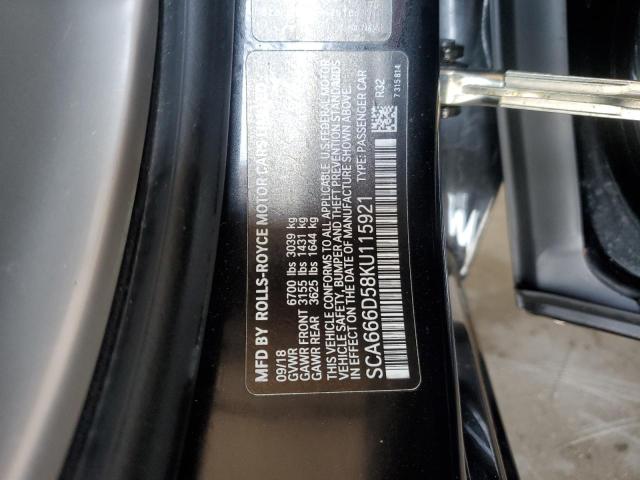 MFD BY ROLLS-ROYCE MOTOR CARS
09/18
GVWR 6700 lbs 3039 kg
GAWR FRONT 3155 lbs 1431 kg
GAWR REAR 3625 lbs 1644 kg
THIS VEHICLE CONFORMS TO ALL APPLICABLE U.S./FEDERAL MOTOR
VEHICLE SAFETY, BUMPER AND THEFT PREVENTION STANDARDS
IN EFFECT ON THE DATE OF MANUFACTURE SHOWN ABOVE.
SCA666D58KU115921 TYPE: PASSENGER CAR
R32
7 315 814